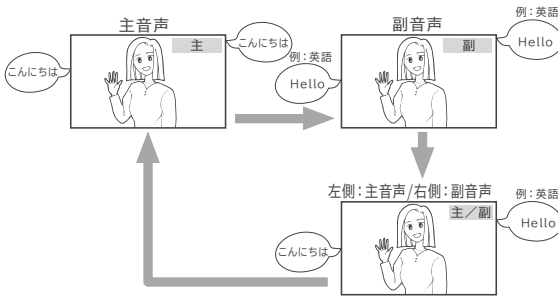 主音声
主
こんにちは
こんにちは
副音声
副
例：英語
Hello
例：英語
Hello
左側：主音声/右側：副音声
主／副
こんにちは
例：英語
Hello